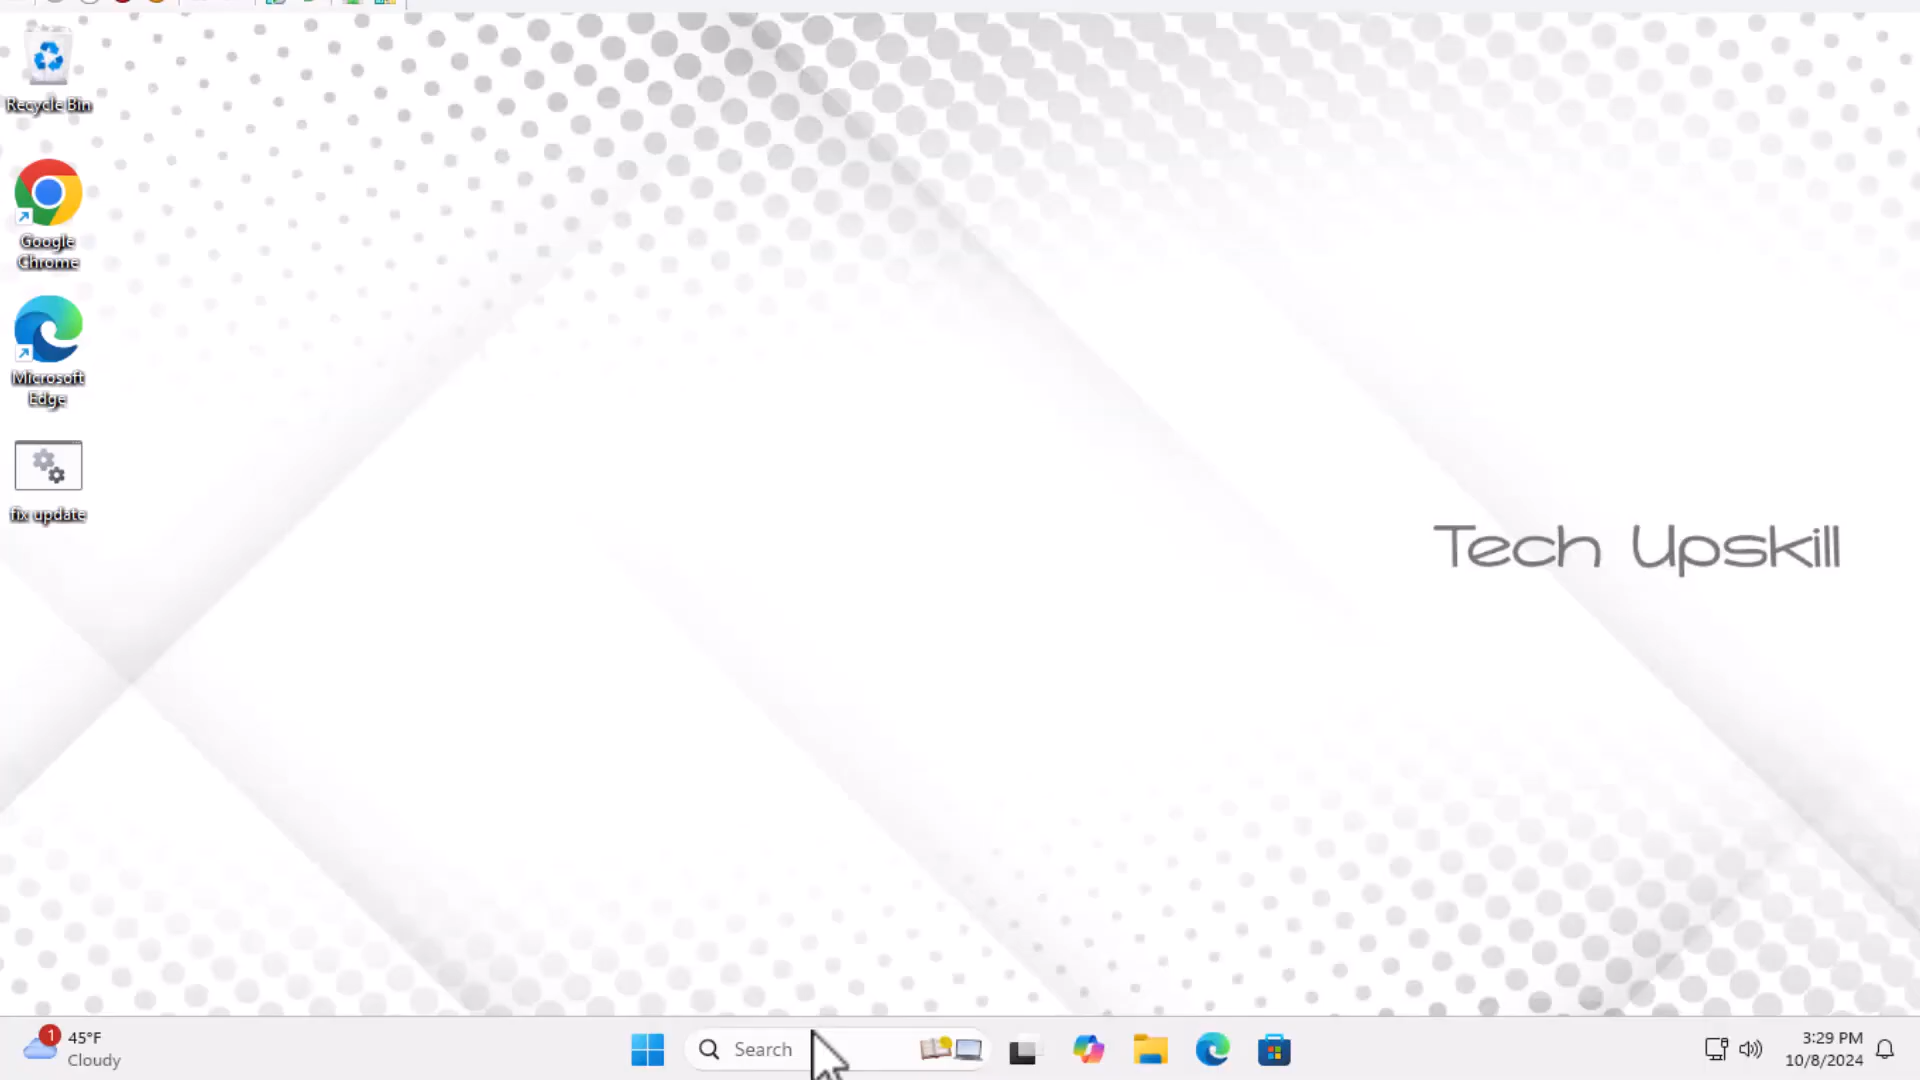 Recycle Bin
Google
Chrome
Microsoft
Edge
fix update
Tech Upskill
1
45°F
Cloudy
Search
3:29 PM
10/8/2024